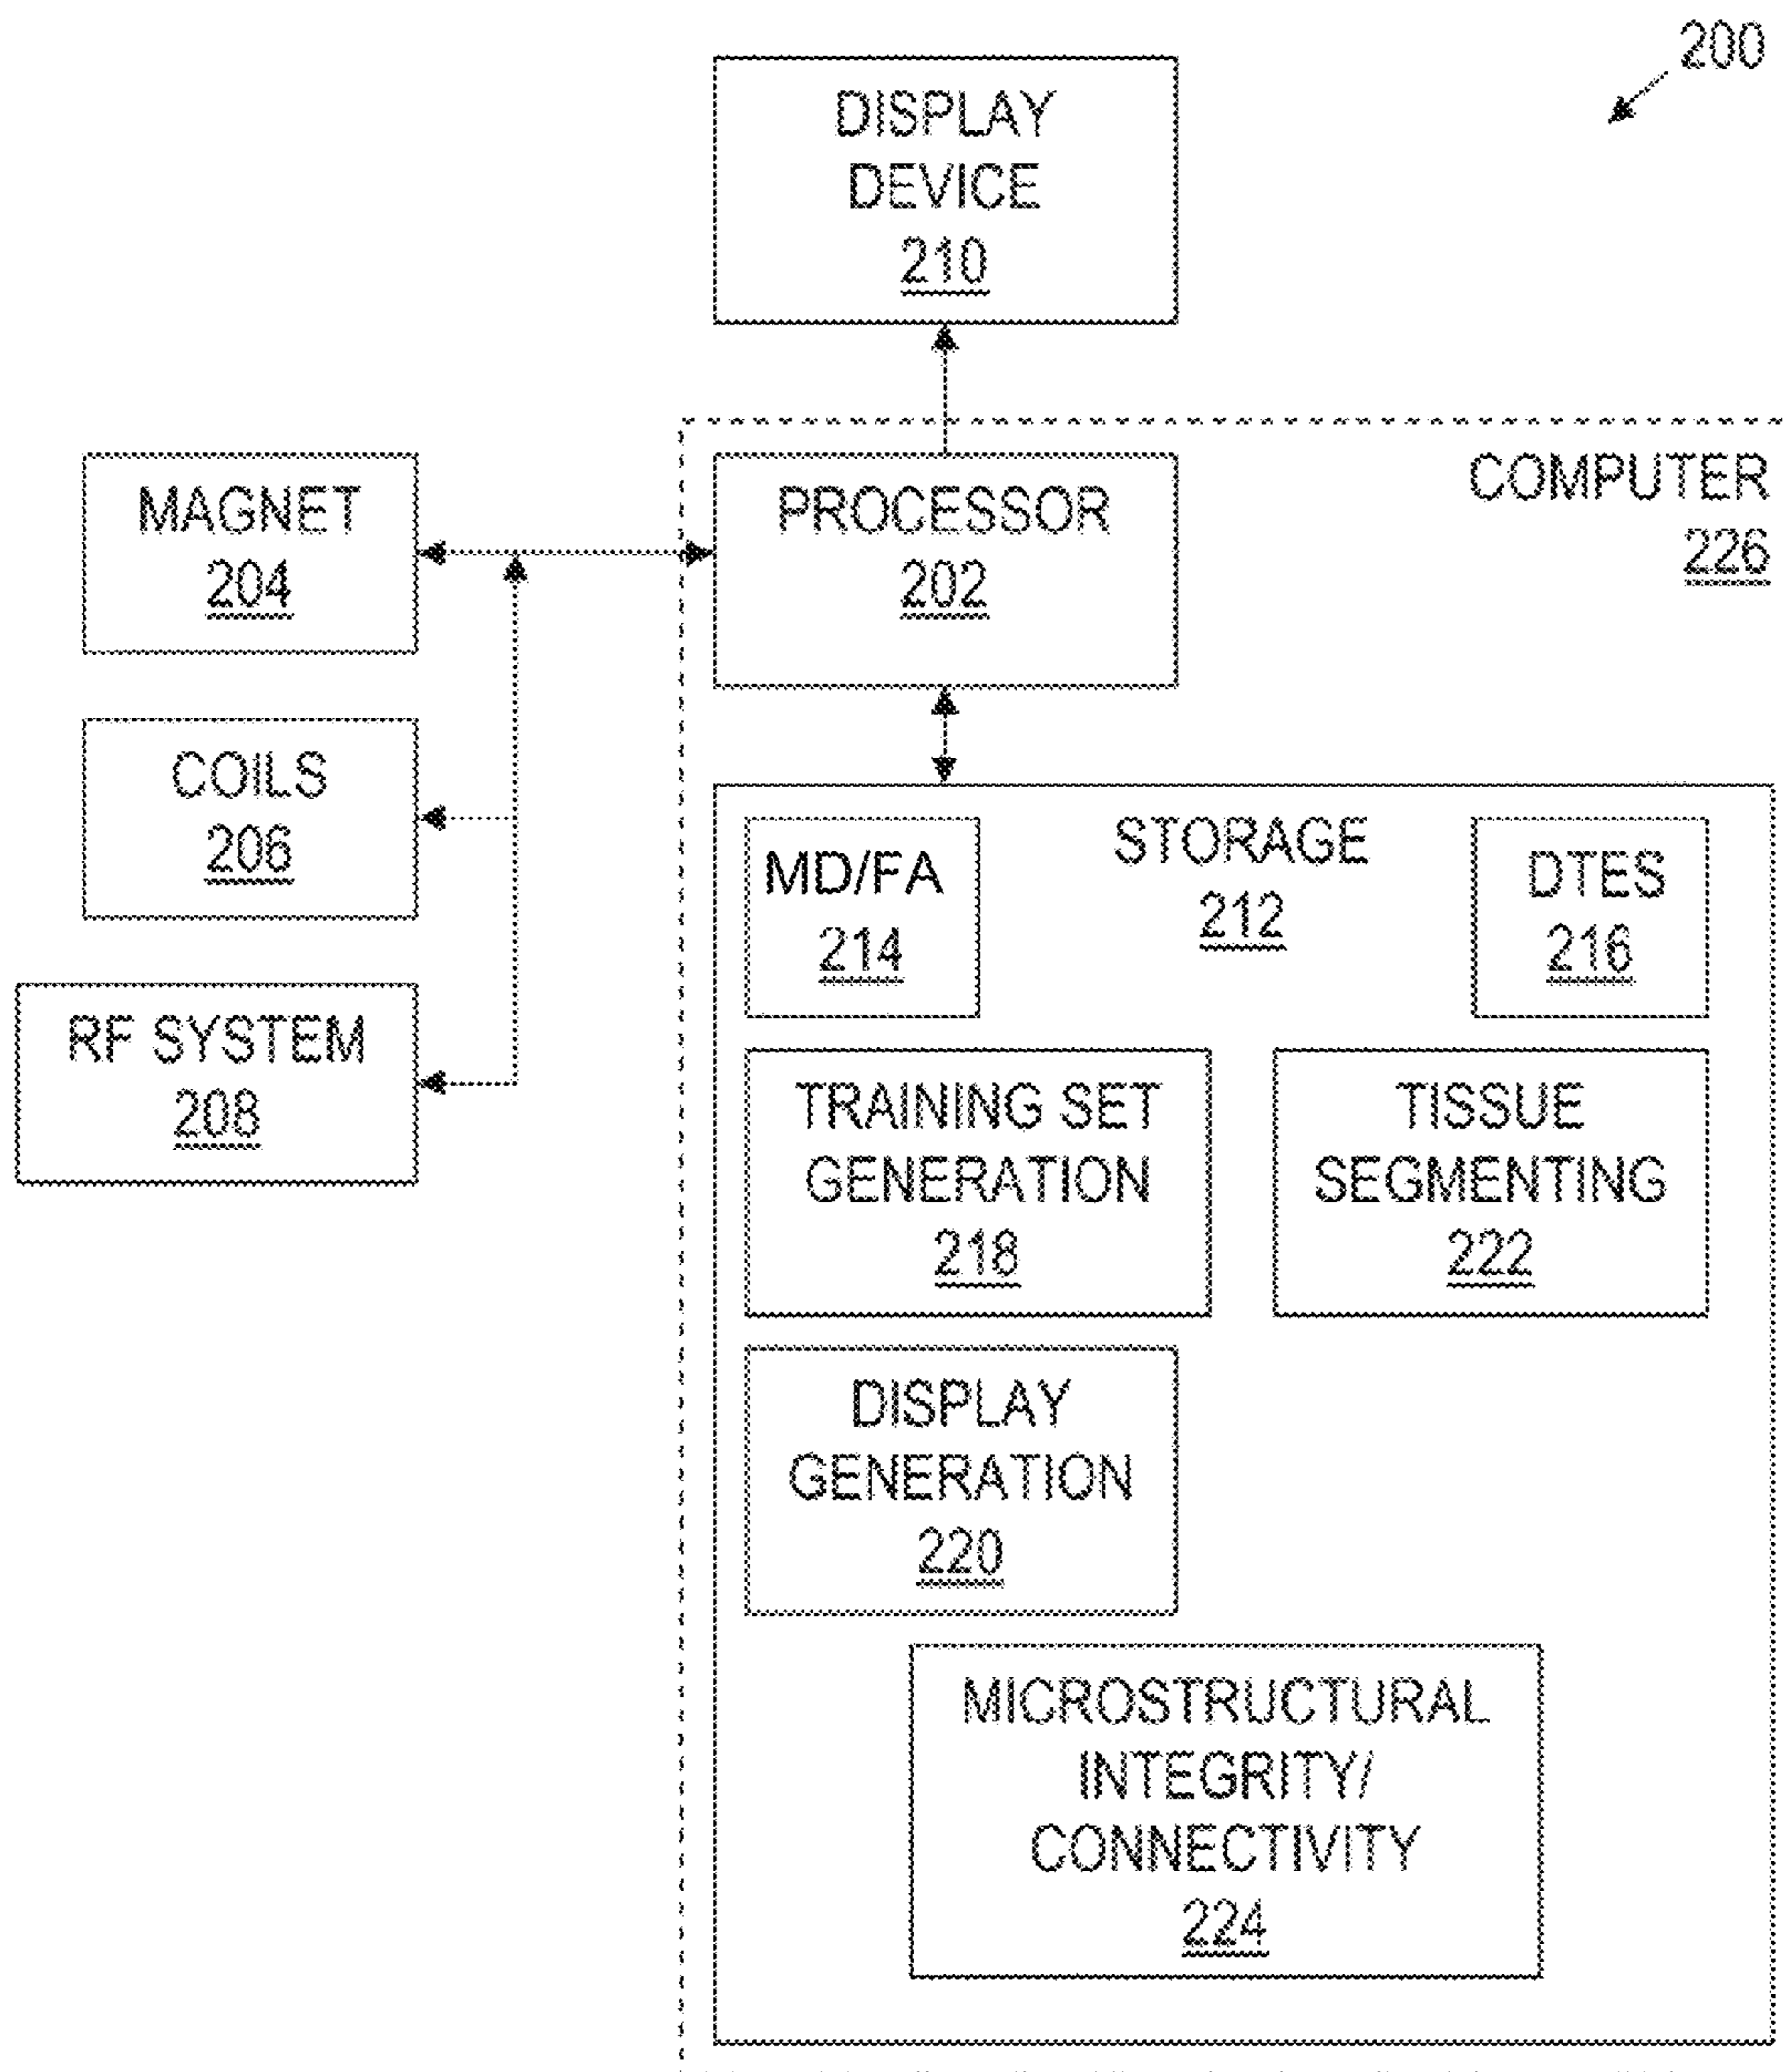 200
DISPLAY
DEVICE
210
COMPUTER
226
MAGNET
204
PROCESSOR
202
COILS
206
RF SYSTEM
208
STORAGE
212
MD/FA
214
DTES
216
TRAINING SET
GENERATION
218
TISSUE
SEGMENTING
222
DISPLAY
GENERATION
220
MICROSTRUCTURAL
INTEGRITY/
CONNECTIVITY
224